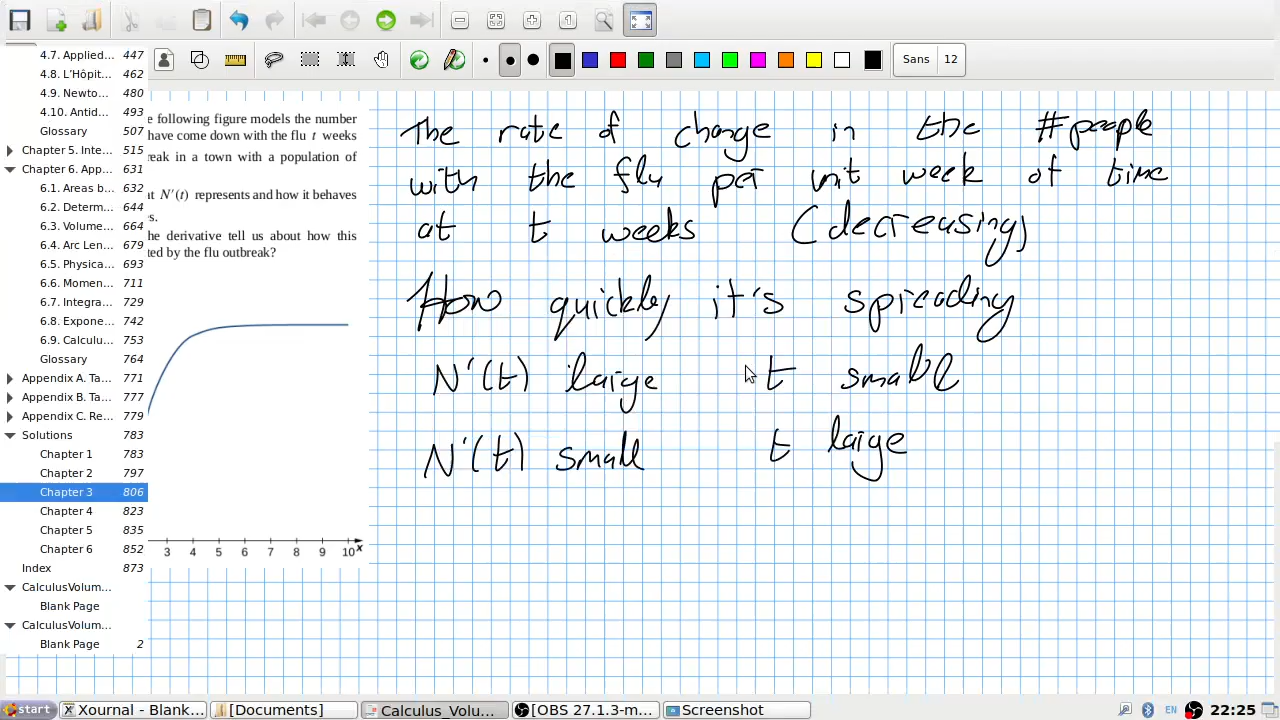 Sans 12
4.7. Applied... 447
4.8. L'Hôpit... 462
4.9. Newto... 480
4.10. Antid... 493
Glossary 507
Chapter 5. Inte... 515
Chapter 6. App... 631
6.1. Areas b... 632
6.2. Determ... 644
6.3. Volume... 664
6.4. Arc Len... 679
6.5. Physica... 693
6.6. Momen... 711
6.7. Integra... 729
6.8. Expone... 742
6.9. Calculu... 753
Glossary 764
Appendix A. Ta... 771
Appendix B. Ta... 777
Appendix C. Re... 779
Solutions 783
Chapter 1 783
Chapter 2 797
Chapter 3 806
Chapter 4 823
Chapter 5 835
Chapter 6 852
Index 873
CalculusVolum...
Blank Page
CalculusVolum...
Blank Page 2
e following figure models the number
have come down with the flu t weeks
reak in a town with a population of
at N′(t) represents and how it behaves
es.
he derivative tell us about how this
ted by the flu outbreak?
3 4 5 6 7 8 9 10 x
The rate of change in the #people
with the flu per unit week of time
at t weeks (decreasing)
How quickly it's spreading
N'(t) large t small
N'(t) small t large
start Xournal - Blank... [Documents] Calculus_Volu... [OBS 27.1.3-m... Screenshot EN 22:25